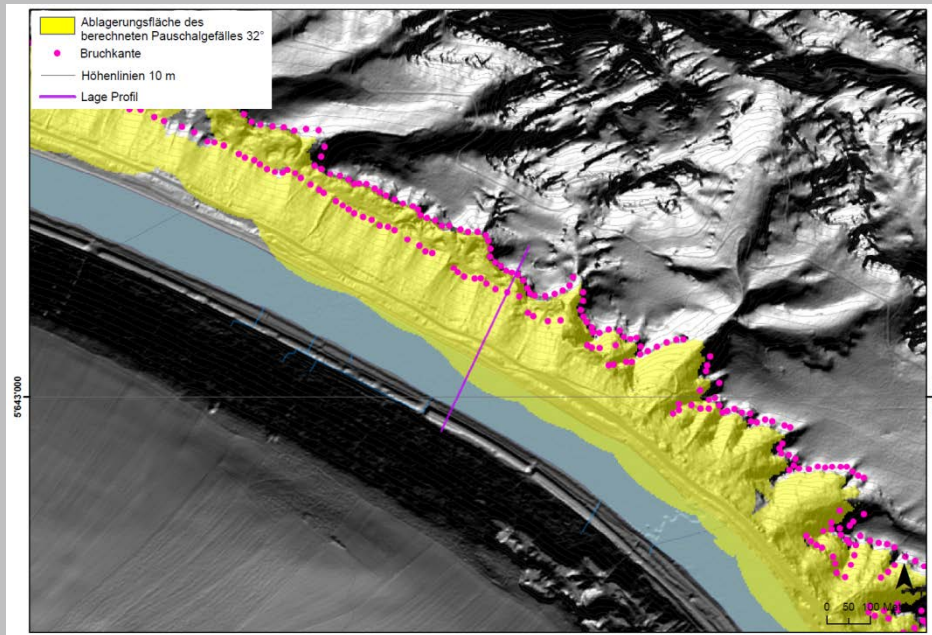 Ablagerungsfläche des
berechneten Pauschalgefälles 32°
Bruchkante
Höhenlinien 10 m
Lage Profil
5'643'000
0 50 100